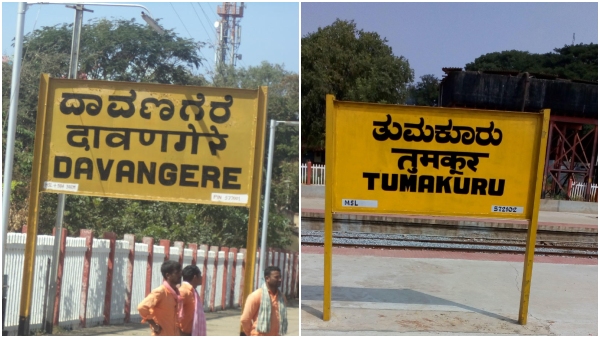 ದಾವಣಗೆರೆ
दावणगेरे
DAVANGERE
ತುಮಕೂರು
तुमकूर
TUMAKURU
MSL
572102